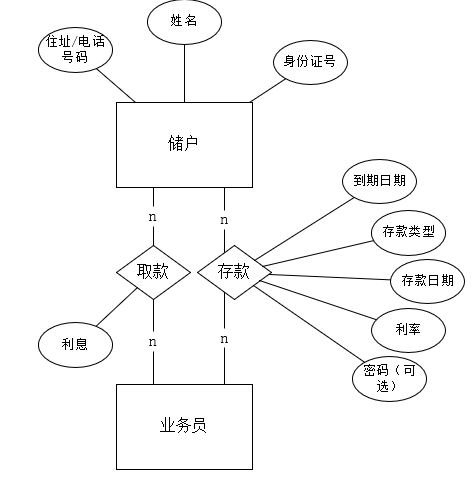 姓名
住址/电话
号码
身份证号
储户
到期日期
n
n
存款类型
取款
存款
存款日期
利率
利息
n
n
密码（可
选）
业务员